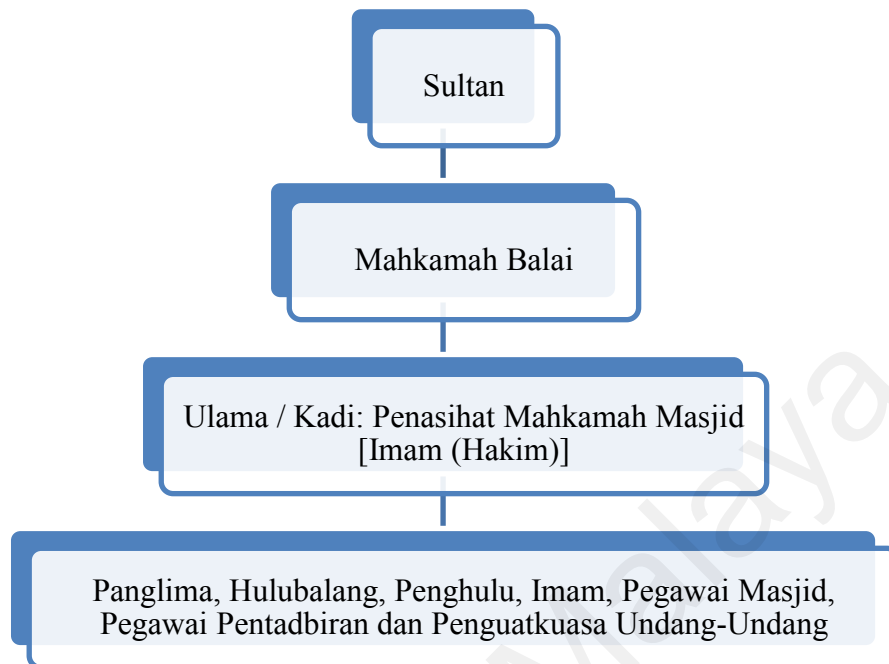 Sultan
Mahkamah Balai
Ulama / Kadi: Penasihat Mahkamah Masjid
[Imam (Hakim)]
Panglima, Hulubalang, Penghulu, Imam, Pegawai Masjid,
Pegawai Pentadbiran dan Penguatkuasa Undang-Undang
Malaya